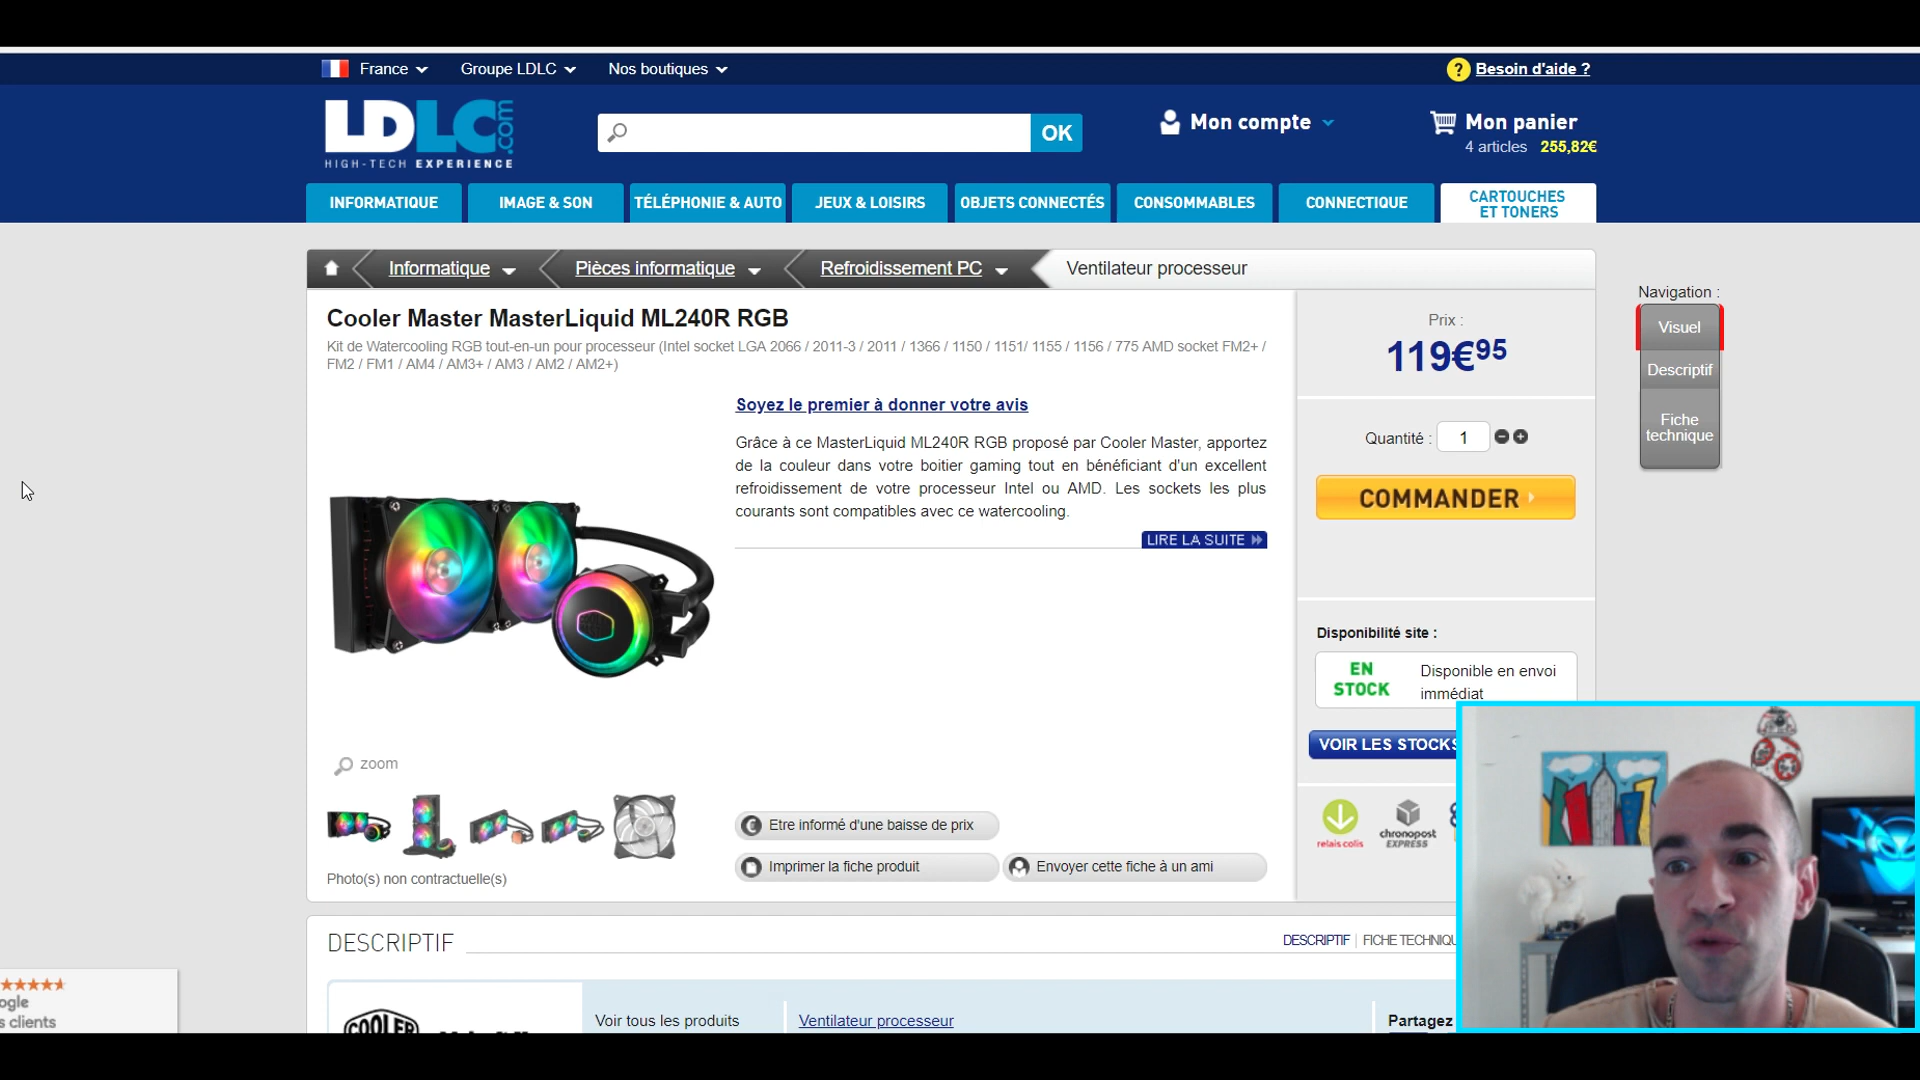 France
Groupe LDLC
Nos boutiques
? Besoin d'aide ?
LDLC.com
HIGH-TECH EXPERIENCE
OK
Mon compte
Mon panier
4 articles 255,82€
INFORMATIQUE
IMAGE & SON
TÉLÉPHONIE & AUTO
JEUX & LOISIRS
OBJETS CONNECTÉS
CONSOMMABLES
CONNECTIQUE
CARTOUCHES
ET TONERS
Informatique
Pièces informatique
Refroidissement PC
Ventilateur processeur
Cooler Master MasterLiquid ML240R RGB
Kit de Watercooling RGB tout-en-un pour processeur (Intel socket LGA 2066 / 2011-3 / 2011 / 1366 / 1150 / 1151/ 1155 / 1156 / 775 AMD socket FM2+ /
FM2 / FM1 / AM4 / AM3+ / AM3 / AM2 / AM2+)
Soyez le premier à donner votre avis
Grâce à ce MasterLiquid ML240R RGB proposé par Cooler Master, apportez
de la couleur dans votre boitier gaming tout en bénéficiant d'un excellent
refroidissement de votre processeur Intel ou AMD. Les sockets les plus
courants sont compatibles avec ce watercooling.
LIRE LA SUITE
zoom
Photo(s) non contractuelle(s)
Etre informé d'une baisse de prix
Imprimer la fiche produit
Envoyer cette fiche à un ami
Prix :
119€95
Quantité : 1
COMMANDER
Disponibilité site :
EN
STOCK
Disponible en envoi
immédiat
VOIR LES STOCKS
relais colis
chronopost
EXPRESS
Navigation :
Visuel
Descriptif
Fiche
technique
DESCRIPTIF
DESCRIPTIF | FICHE TECHNIQU
ogle
s clients
COOLER
Voir tous les produits
Ventilateur processeur
Partagez